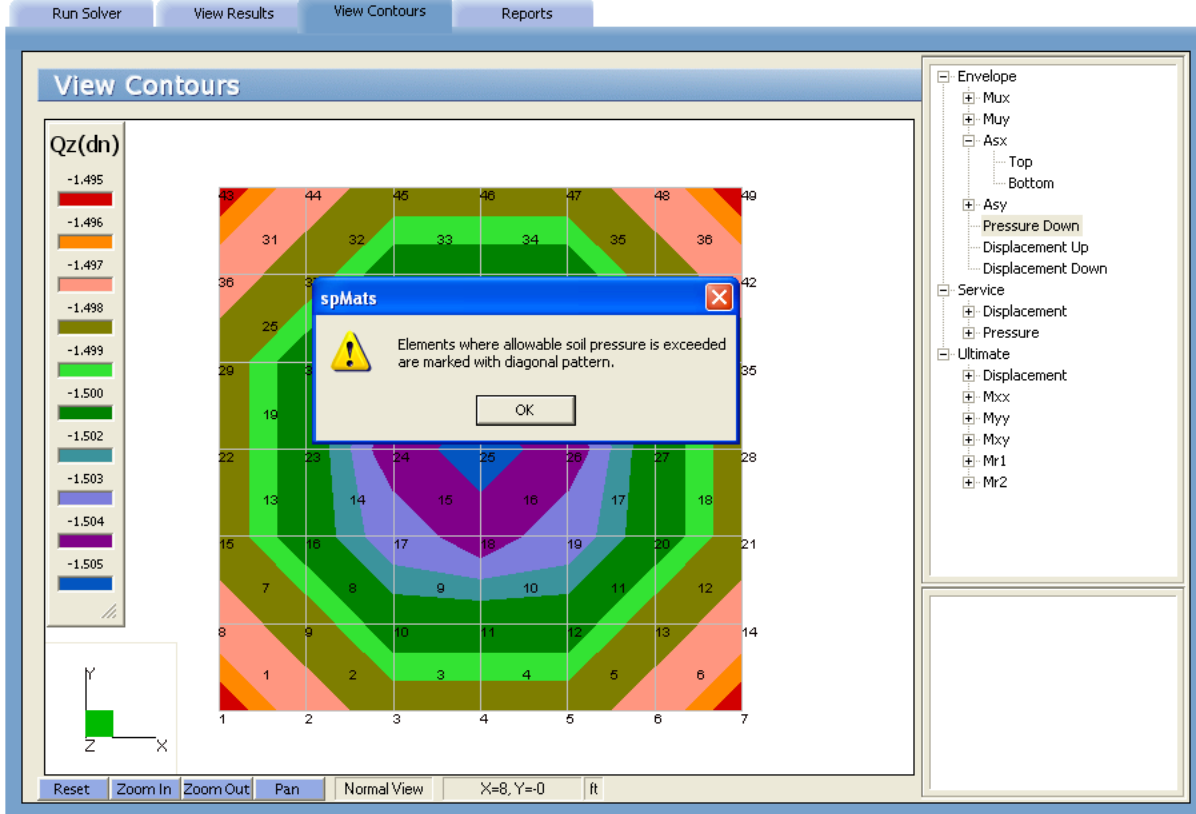 Run Solver View Results View Contours Reports
View Contours
Qz(dn)
-1.495
-1.496
-1.497
-1.498
-1.499
-1.500
-1.502
-1.503
-1.504
-1.505
43 44 45 46 47 48 49
31 32 33 34 35 36
36 42
25
29 35
19
22 23 24 25 26 27 28
13 14 15 16 17 18
15 16 17 18 19 20 21
7 8 9 10 11 12
8 9 10 11 12 13 14
1 2 3 4 5 6
1 2 3 4 5 6 7
spMats
Elements where allowable soil pressure is exceeded
are marked with diagonal pattern.
OK
Y
Z X
Reset Zoom In Zoom Out Pan Normal View X=8, Y=-0 ft
Envelope
Mux
Muy
Asx
Top
Bottom
Asy
Pressure Down
Displacement Up
Displacement Down
Service
Displacement
Pressure
Ultimate
Displacement
Mxx
Myy
Mxy
Mr1
Mr2